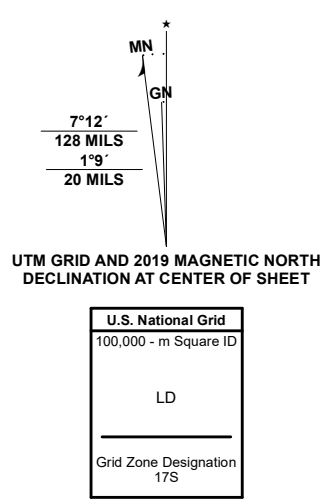 MN
GN
7°12´
128 MILS
1°9´
20 MILS
UTM GRID AND 2019 MAGNETIC NORTH
DECLINATION AT CENTER OF SHEET
U.S. National Grid
100,000 - m Square ID
LD
Grid Zone Designation
17S